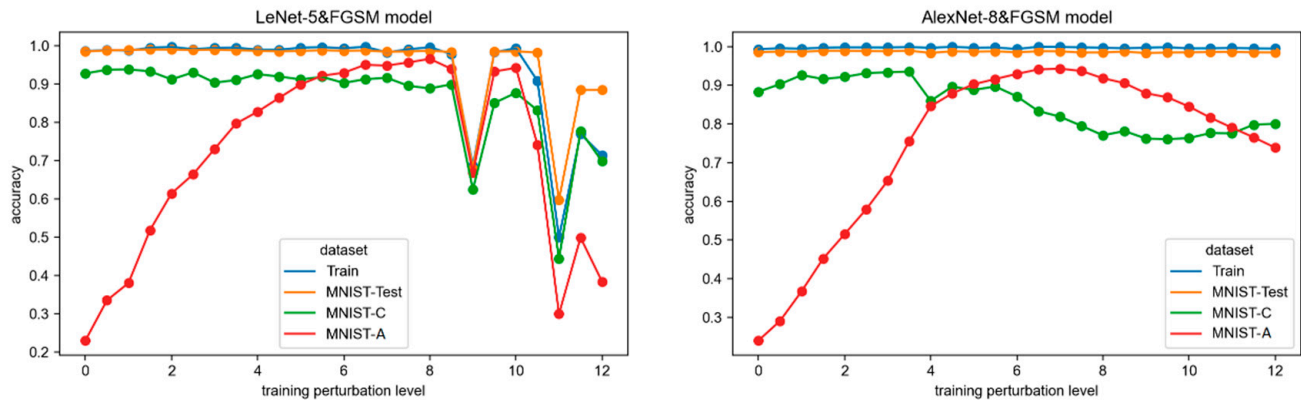 LeNet-5&FGSM model
1.0
0.9
0.8
0.7
0.6
0.5
0.4
0.3
0.2
accuracy
dataset
Train
MNIST-Test
MNIST-C
MNIST-A
0 2 4 6 8 10 12
training perturbation level
AlexNet-8&FGSM model
1.0
0.9
0.8
0.7
0.6
0.5
0.4
0.3
accuracy
dataset
Train
MNIST-Test
MNIST-C
MNIST-A
0 2 4 6 8 10 12
training perturbation level